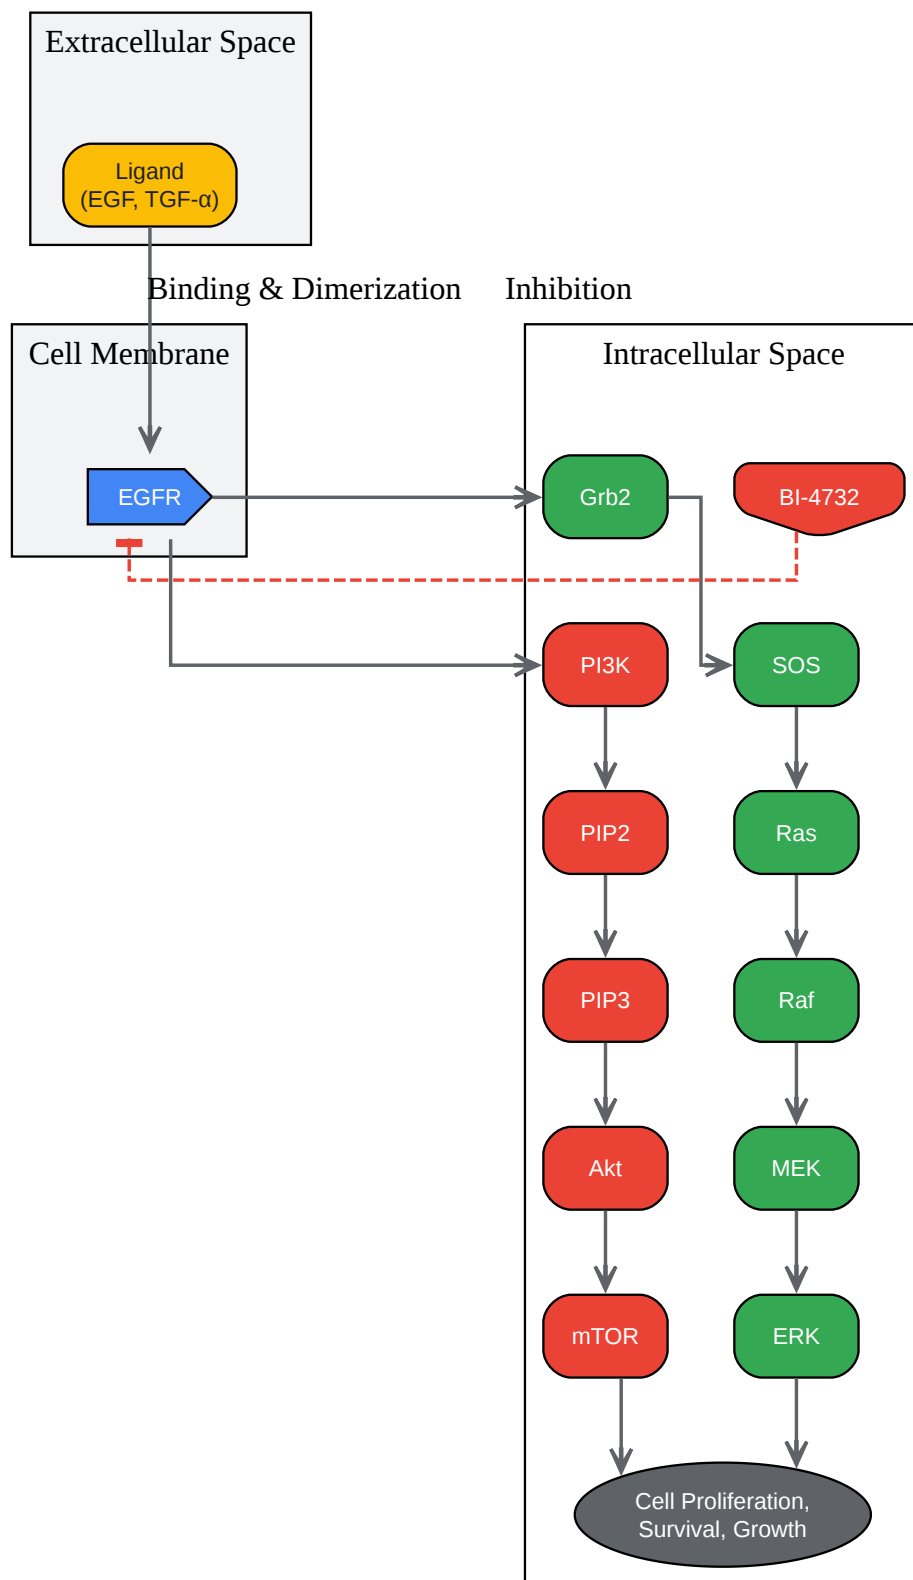 Extracellular Space
Ligand
(EGF, TGF-α)
Binding & Dimerization
Inhibition
Cell Membrane
Intracellular Space
EGFR
Grb2
BI-4732
PI3K
SOS
PIP2
Ras
PIP3
Raf
Akt
MEK
mTOR
ERK
Cell Proliferation,
Survival, Growth